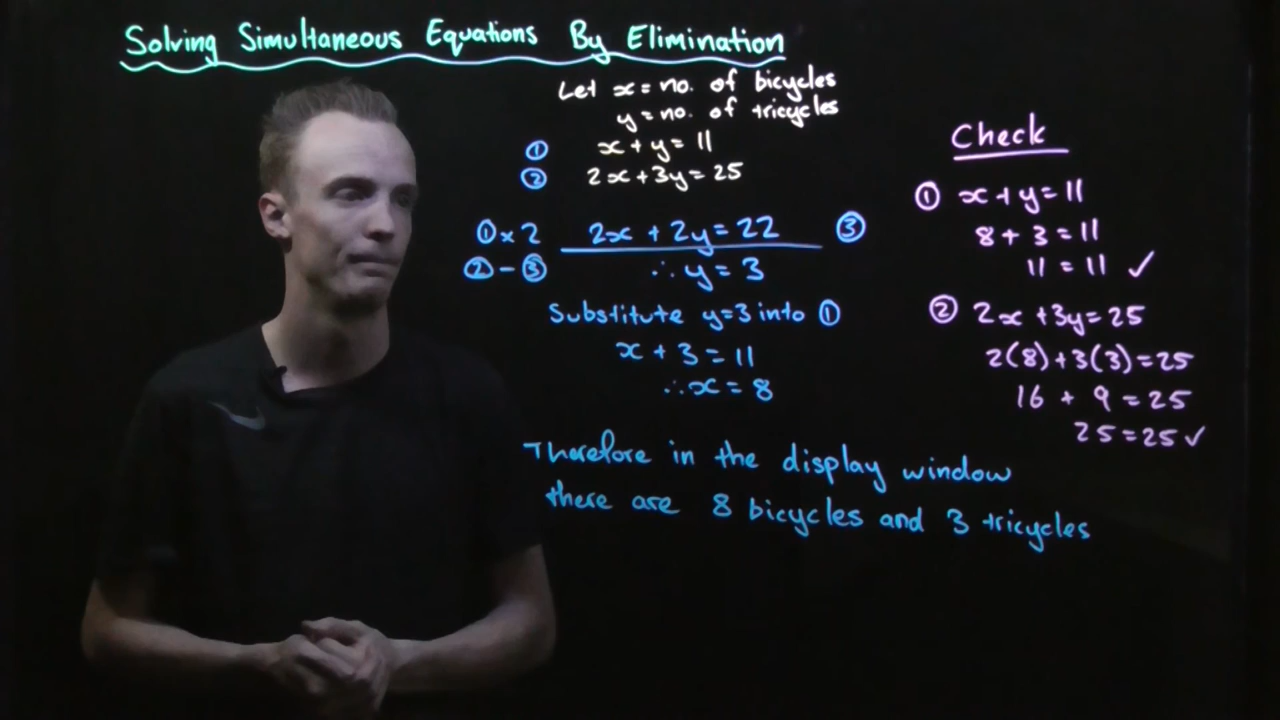 Solving Simultaneous Equations By Elimination
Let x = no. of bicycles
y = no. of tricycles
① x + y = 11
② 2x + 3y = 25
① x 2 2x + 2y = 22 ③
② - ③ ∴ y = 3
Substitute y = 3 into ①
x + 3 = 11
∴ x = 8
Therefore in the display window
there are 8 bicycles and 3 tricycles
Check
① x + y = 11
8 + 3 = 11
11 = 11 ✓
② 2x + 3y = 25
2(8) + 3(3) = 25
16 + 9 = 25
25 = 25 ✓